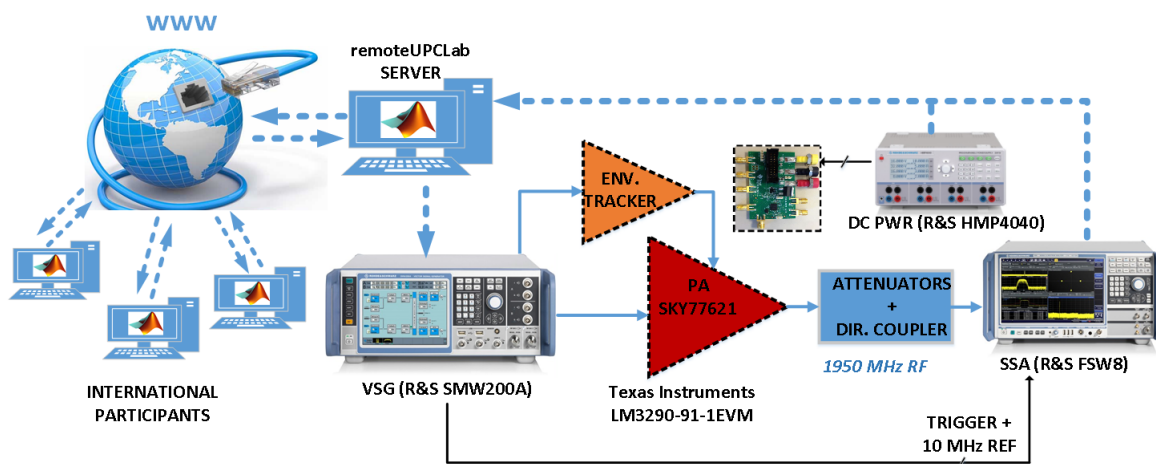 WWW
remoteUPCLab
SERVER
ENV.
TRACKER
DC PWR (R&S HMP4040)
PA
SKY77621
ATTENUATORS
+
DIR. COUPLER
1950 MHz RF
SSA (R&S FSW8)
VSG (R&S SMW200A)
Texas Instruments
LM3290-91-1EVM
INTERNATIONAL
PARTICIPANTS
TRIGGER +
10 MHz REF